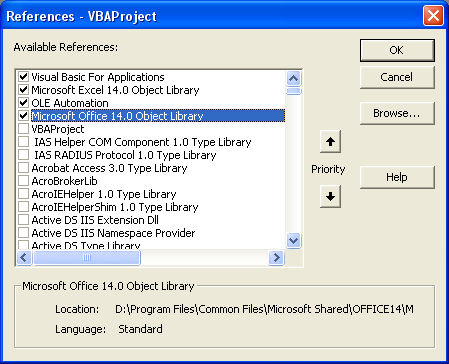 References - VBAProject
Available References:
OK
Visual Basic For Applications
Microsoft Excel 14.0 Object Library
OLE Automation
Microsoft Office 14.0 Object Library
VBAProject
IAS Helper COM Component 1.0 Type Library
IAS RADIUS Protocol 1.0 Type Library
Acrobat Access 3.0 Type Library
AcroBrokerLib
AcroIEHelper 1.0 Type Library
AcroIEHelperShim 1.0 Type Library
Active DS IIS Extension Dll
Active DS IIS Namespace Provider
Active DS Type Library
Cancel
Browse...
Priority
Help
Microsoft Office 14.0 Object Library
Location: D:\Program Files\Common Files\Microsoft Shared\OFFICE14\M
Language: Standard